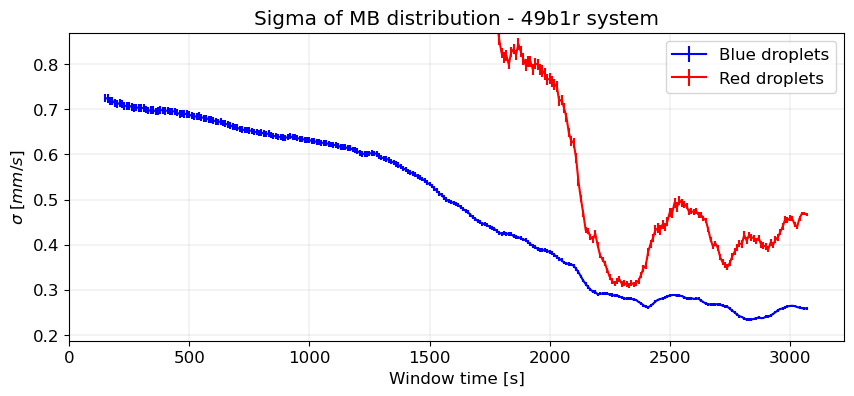 Sigma of MB distribution - 49b1r system
σ [mm/s]
0.8
0.7
0.6
0.5
0.4
0.3
0.2
0
500
1000
1500
2000
2500
3000
Window time [s]
Blue droplets
Red droplets